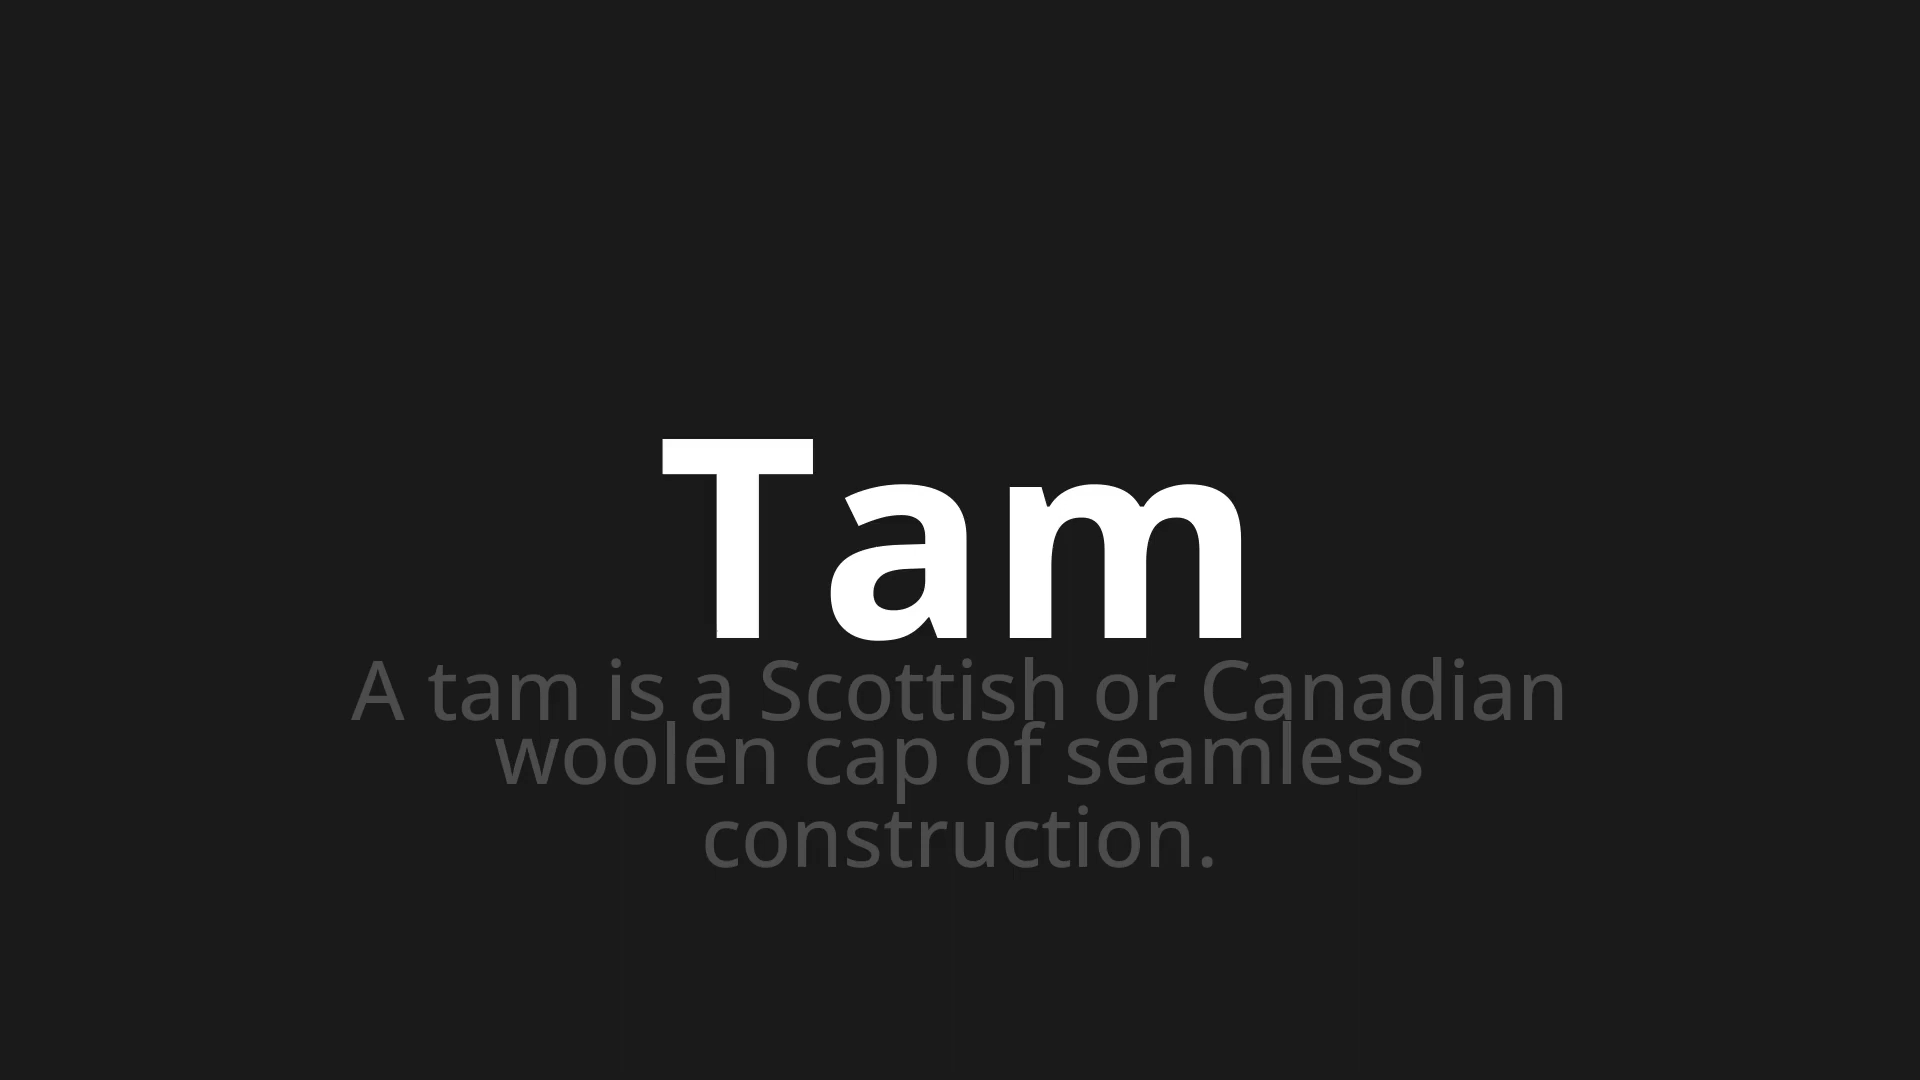 Tam
A tam is a Scottish or Canadian
woolen cap of seamless
construction.